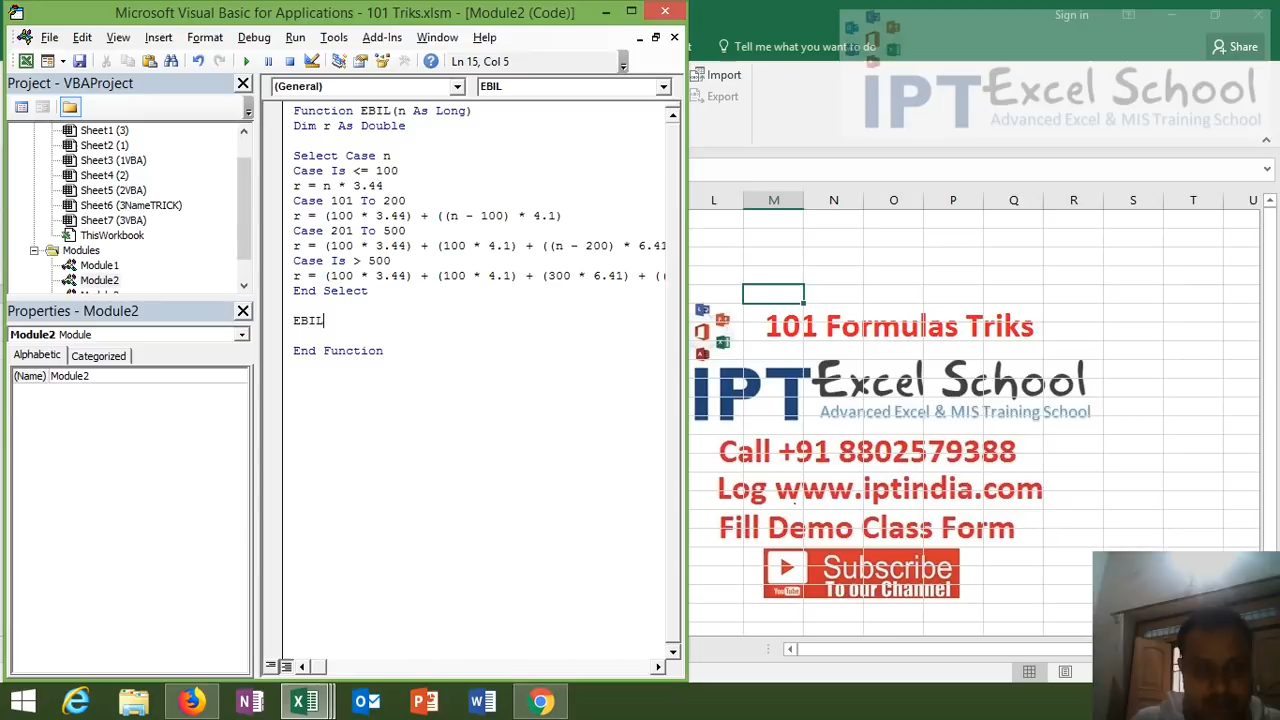 Microsoft Visual Basic for Applications - 101 Triks.xlsm - [Module2 (Code)]
Sign in
File Edit View Insert Format Debug Run Tools Add-Ins Window Help
Tell me what you want to do
Share
Ln 15, Col 5
Import
Export
IPT Excel School
Advanced Excel & MIS Training School
Project - VBAProject
(General)
EBIL
Sheet1 (3)
Sheet2 (1)
Sheet3 (1VBA)
Sheet4 (2)
Sheet5 (2VBA)
Sheet6 (3NameTRICK)
Sheet7 (3VBA)
ThisWorkbook
Modules
Module1
Module2
Function EBIL(n As Long)
Dim r As Double
Select Case n
Case Is <= 100
r = n * 3.44
Case 101 To 200
r = (100 * 3.44) + ((n - 100) * 4.1)
Case 201 To 500
r = (100 * 3.44) + (100 * 4.1) + ((n - 200) * 6.41
Case Is > 500
r = (100 * 3.44) + (100 * 4.1) + (300 * 6.41) + ((
End Select
EBIL
End Function
Properties - Module2
Module2 Module
Alphabetic Categorized
(Name) Module2
L M N O P Q R S T U
101 Formulas Triks
IPT Excel School
Advanced Excel & MIS Training School
Call +91 8802579388
Log www.iptindia.com
Fill Demo Class Form
Subscribe
YouTube To our Channel